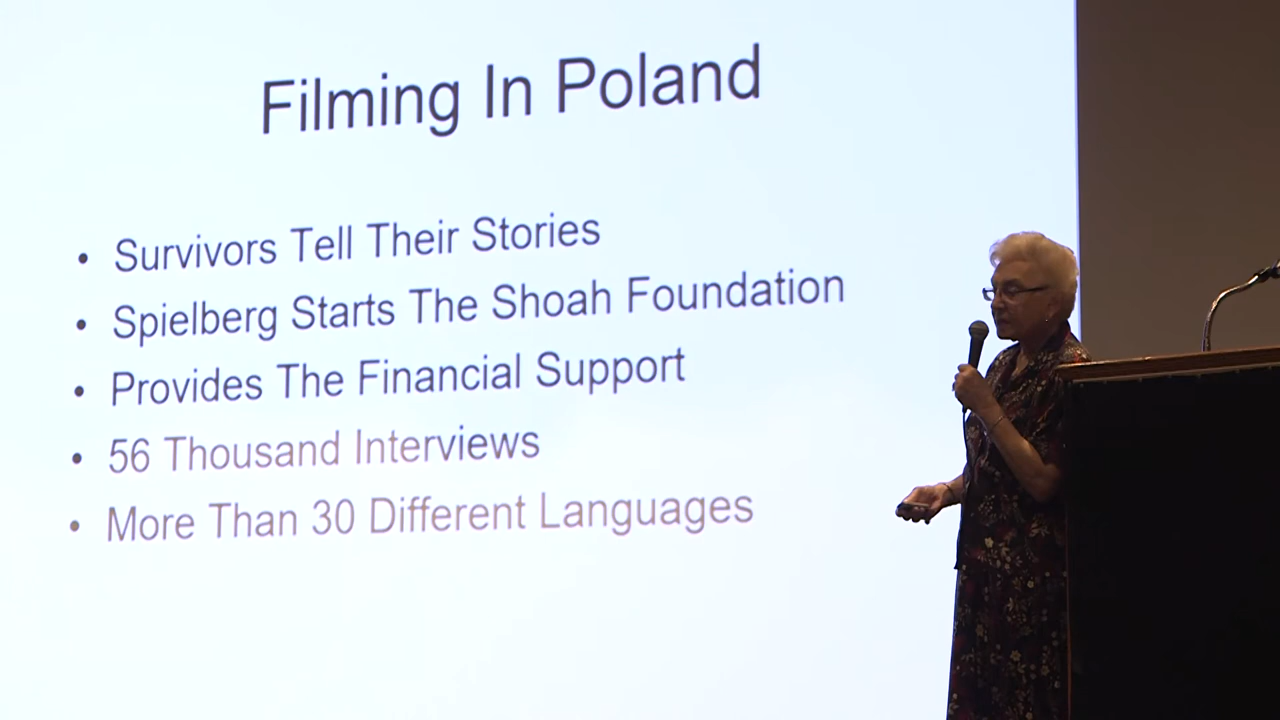 Filming In Poland
• Survivors Tell Their Stories
• Spielberg Starts The Shoah Foundation
• Provides The Financial Support
• 56 Thousand Interviews
• More Than 30 Different Languages